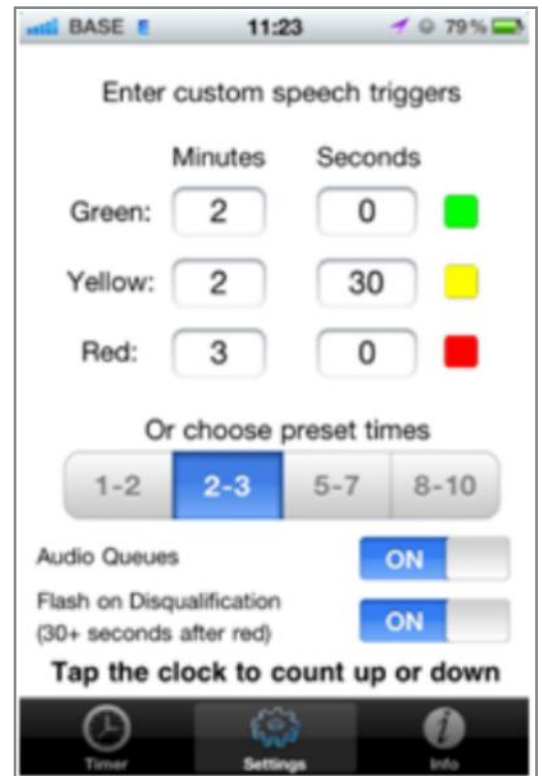 BASE E 11:23 79%
Enter custom speech triggers
Minutes Seconds
Green: 2 0
Yellow: 2 30
Red: 3 0
Or choose preset times
1-2 2-3 5-7 8-10
Audio Queues ON
Flash on Disqualification
(30+ seconds after red) ON
Tap the clock to count up or down
Timer Settings Info